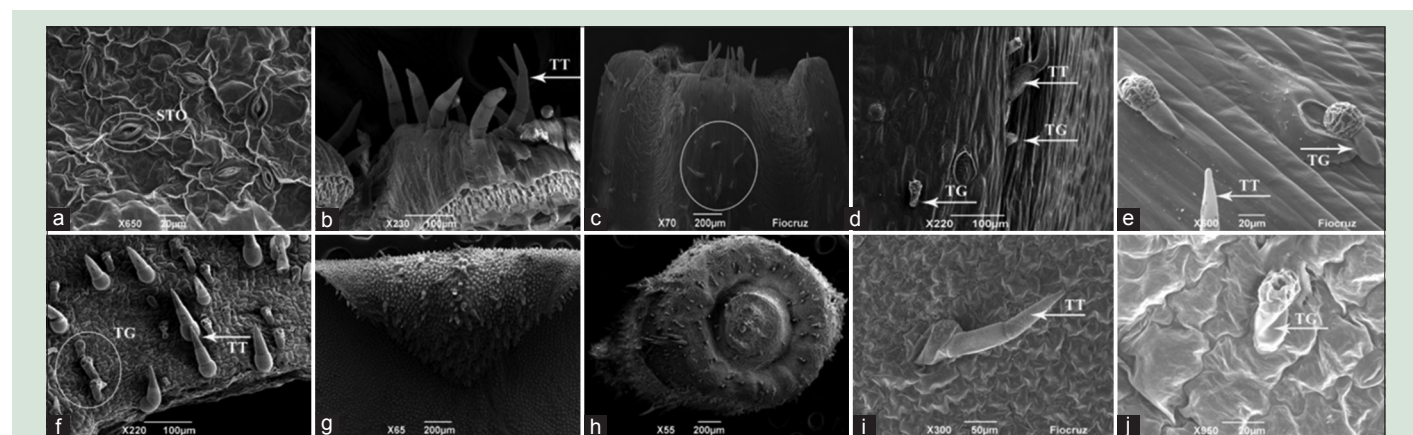 STO
a
X650 20μm
TT
b
X230 100μm
c
X70 200μm Fiocruz
TT
TG
TG
d
X220 100μm
TG
TT
e
X600 20μm Fiocruz
TG
TT
f
X220 100μm
g
X65 200μm
h
X55 200μm
TT
i
X300 50μm Fiocruz
TG
j
X950 20μm